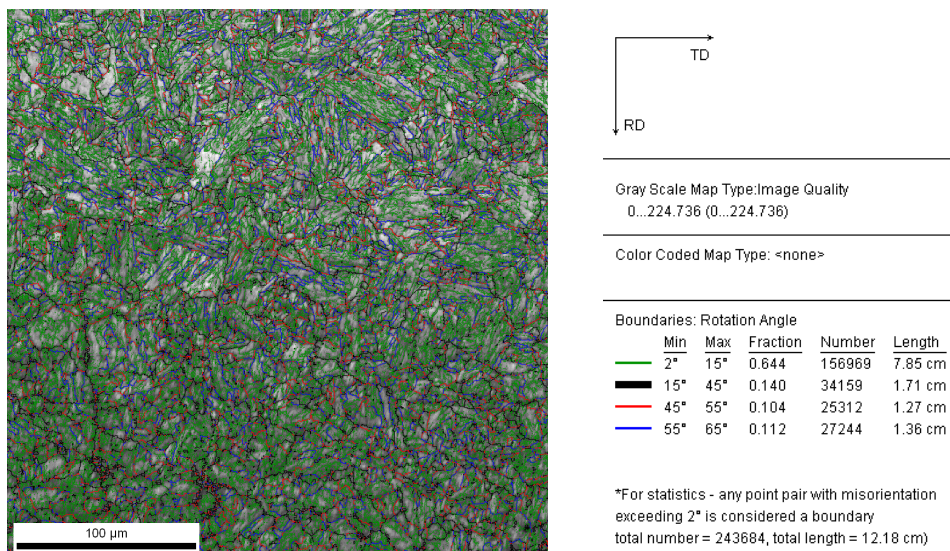 TD
RD
Gray Scale Map Type:Image Quality
0...224.736 (0...224.736)
Color Coded Map Type: <none>
Boundaries: Rotation Angle
Min Max Fraction Number Length
2° 15° 0.644 156969 7.85 cm
15° 45° 0.140 34159 1.71 cm
45° 55° 0.104 25312 1.27 cm
55° 65° 0.112 27244 1.36 cm
*For statistics - any point pair with misorientation
exceeding 2° is considered a boundary
total number = 243684, total length = 12.18 cm)
100 µm